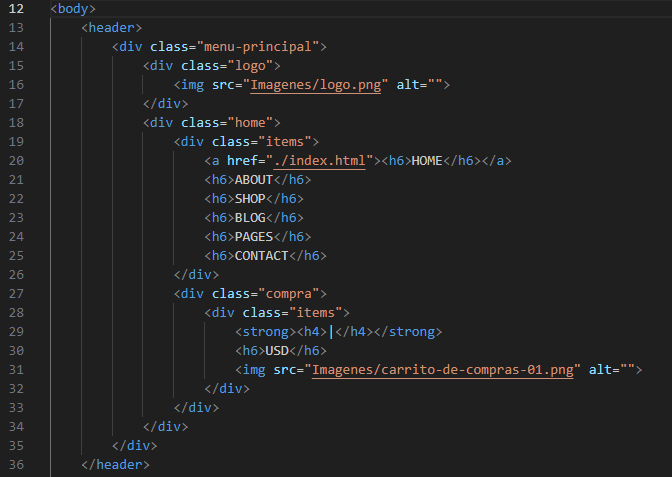 12 <body>
13 <header>
14 <div class="menu-principal">
15 <div class="logo">
16 <img src="Imagenes/logo.png" alt="">
17 </div>
18 <div class="home">
19 <div class="items">
20 <a href="./index.html"><h6>HOME</h6></a>
21 <h6>ABOUT</h6>
22 <h6>SHOP</h6>
23 <h6>BLOG</h6>
24 <h6>PAGES</h6>
25 <h6>CONTACT</h6>
26 </div>
27 <div class="compra">
28 <div class="items">
29 <strong><h4>|</h4></strong>
30 <h6>USD</h6>
31 <img src="Imagenes/carrito-de-compras-01.png" alt="">
32 </div>
33 </div>
34 </div>
35 </div>
36 </header>